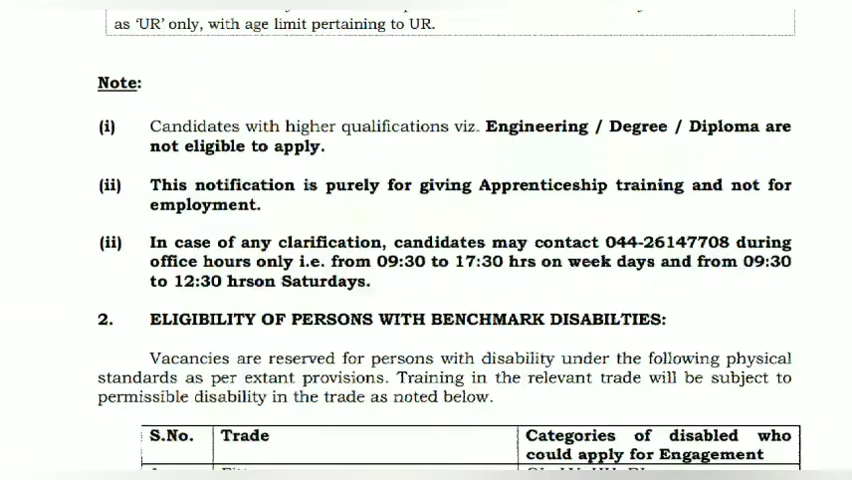 as 'UR' only, with age limit pertaining to UR.
Note:
(i) Candidates with higher qualifications viz. Engineering / Degree / Diploma are
not eligible to apply.
(ii) This notification is purely for giving Apprenticeship training and not for
employment.
(ii) In case of any clarification, candidates may contact 044-26147708 during
office hours only i.e. from 09:30 to 17:30 hrs on week days and from 09:30
to 12:30 hrson Saturdays.
2. ELIGIBILITY OF PERSONS WITH BENCHMARK DISABILTIES:
Vacancies are reserved for persons with disability under the following physical
standards as per extant provisions. Training in the relevant trade will be subject to
permissible disability in the trade as noted below.
S.No. Trade Categories of disabled who
could apply for Engagement